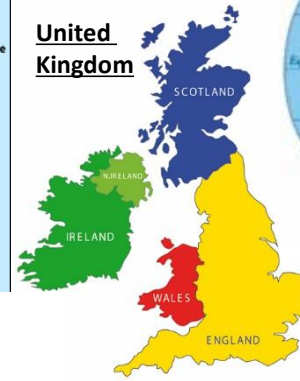 United
Kingdom
SCOTLAND
N.IRELAND
IRELAND
WALES
ENGLAND